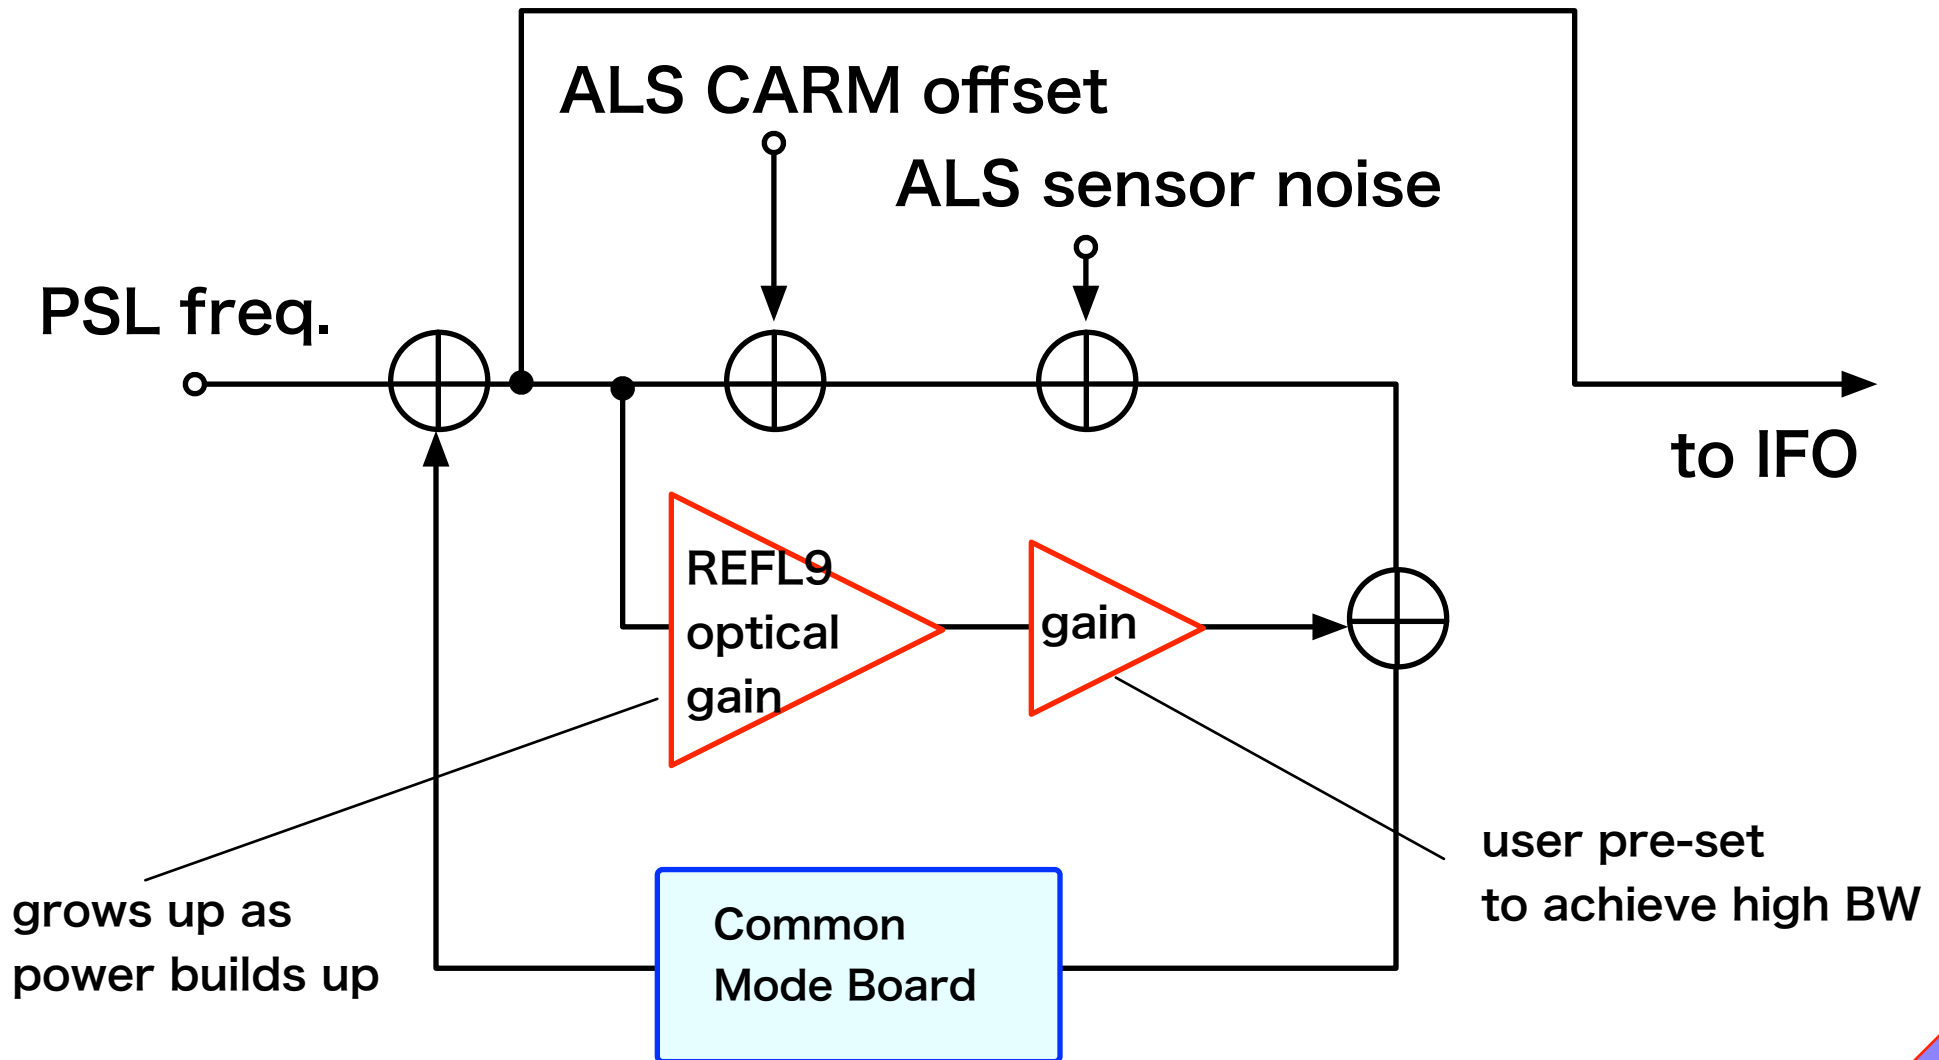 ALS CARM offset
ALS sensor noise
PSL freq.
to IFO
REFL9
optical
gain
gain
user pre-set
to achieve high BW
grows up as
power builds up
Common
Mode Board